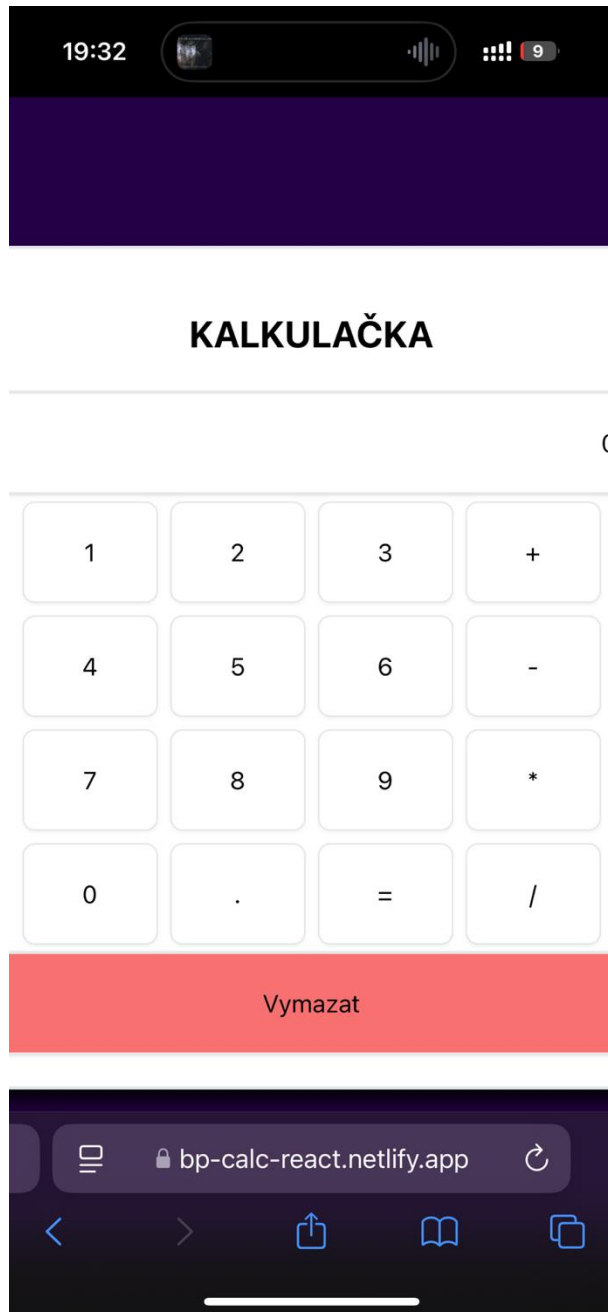 19:32 9
KALKULAČKA
0
1 2 3 +
4 5 6 -
7 8 9 *
0 . = /
Vymazat
bp-calc-react.netlify.app